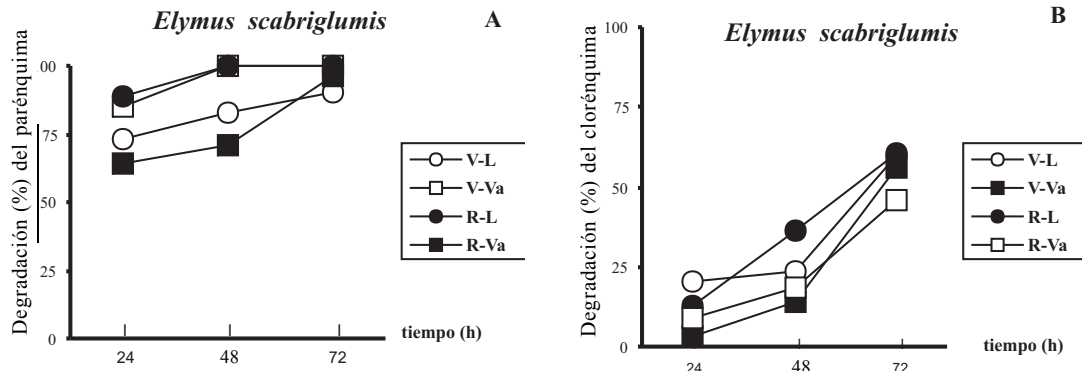 Elymus scabriglumis
A
Degradación (%) del parénquima
00
75
50
25
0
24
48
72
tiempo (h)
V-L
V-Va
R-L
R-Va
B
Elymus scabriglumis
Degradación (%) del clorénquima
100
75
50
25
0
24
48
72
tiempo (h)
V-L
V-Va
R-L
R-Va